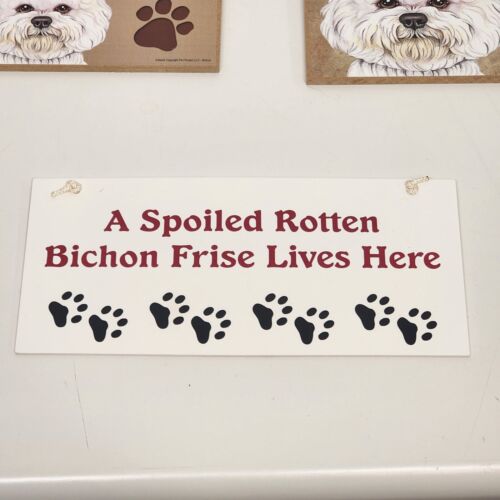 A Spoiled Rotten
Bichon Frise Lives Here